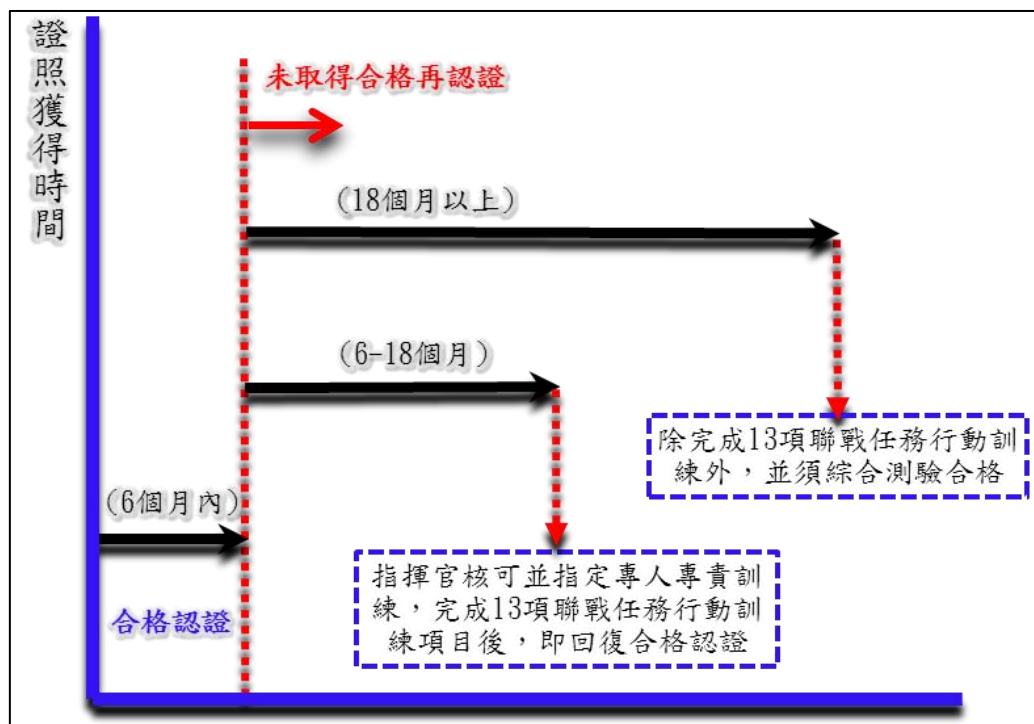 證照獲得時間
未取得合格再認證
(18個月以上)
(6-18個月)
除完成13項聯戰任務行動訓
練外，並須綜合測驗合格
(6個月內)
指揮官核可並指定專人專責訓
練，完成13項聯戰任務行動訓
練項目後，即回復合格認證
合格認證